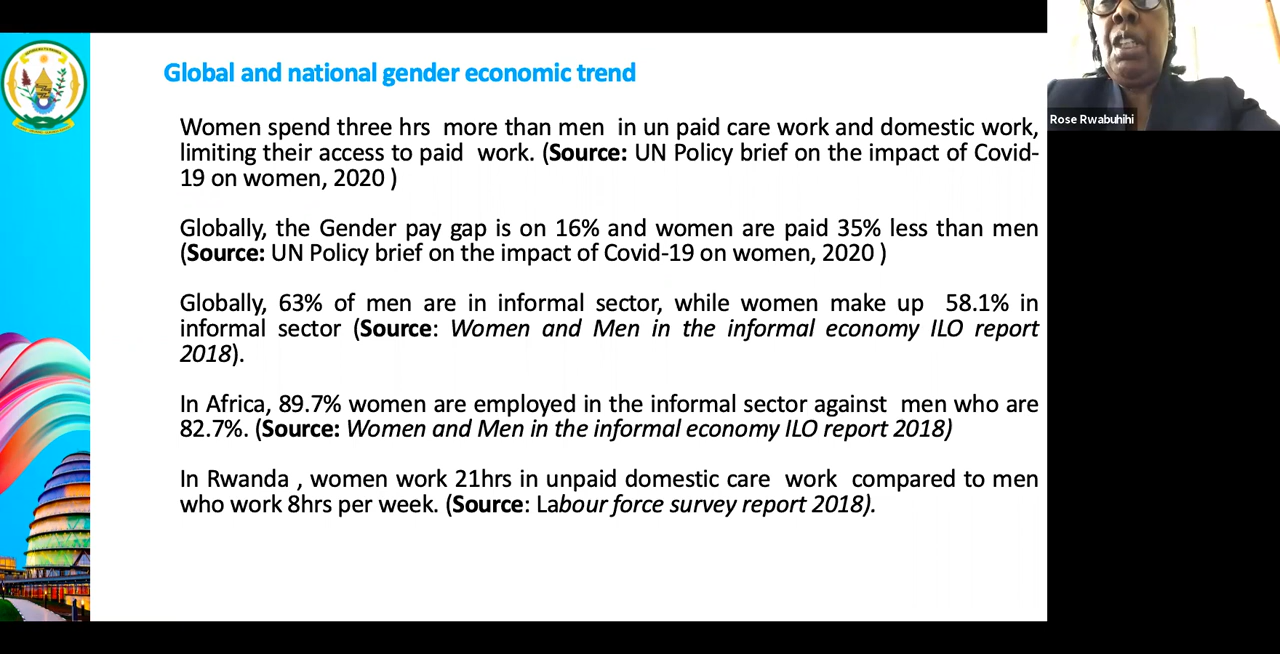 Global and national gender economic trend
Women spend three hrs more than men in un paid care work and domestic work,
limiting their access to paid work. (Source: UN Policy brief on the impact of Covid-
19 on women, 2020 )
Globally, the Gender pay gap is on 16% and women are paid 35% less than men
(Source: UN Policy brief on the impact of Covid-19 on women, 2020 )
Globally, 63% of men are in informal sector, while women make up 58.1% in
informal sector (Source: Women and Men in the informal economy ILO report
2018).
In Africa, 89.7% women are employed in the informal sector against men who are
82.7%. (Source: Women and Men in the informal economy ILO report 2018)
In Rwanda , women work 21hrs in unpaid domestic care work compared to men
who work 8hrs per week. (Source: Labour force survey report 2018).
Rose Rwabuhihi